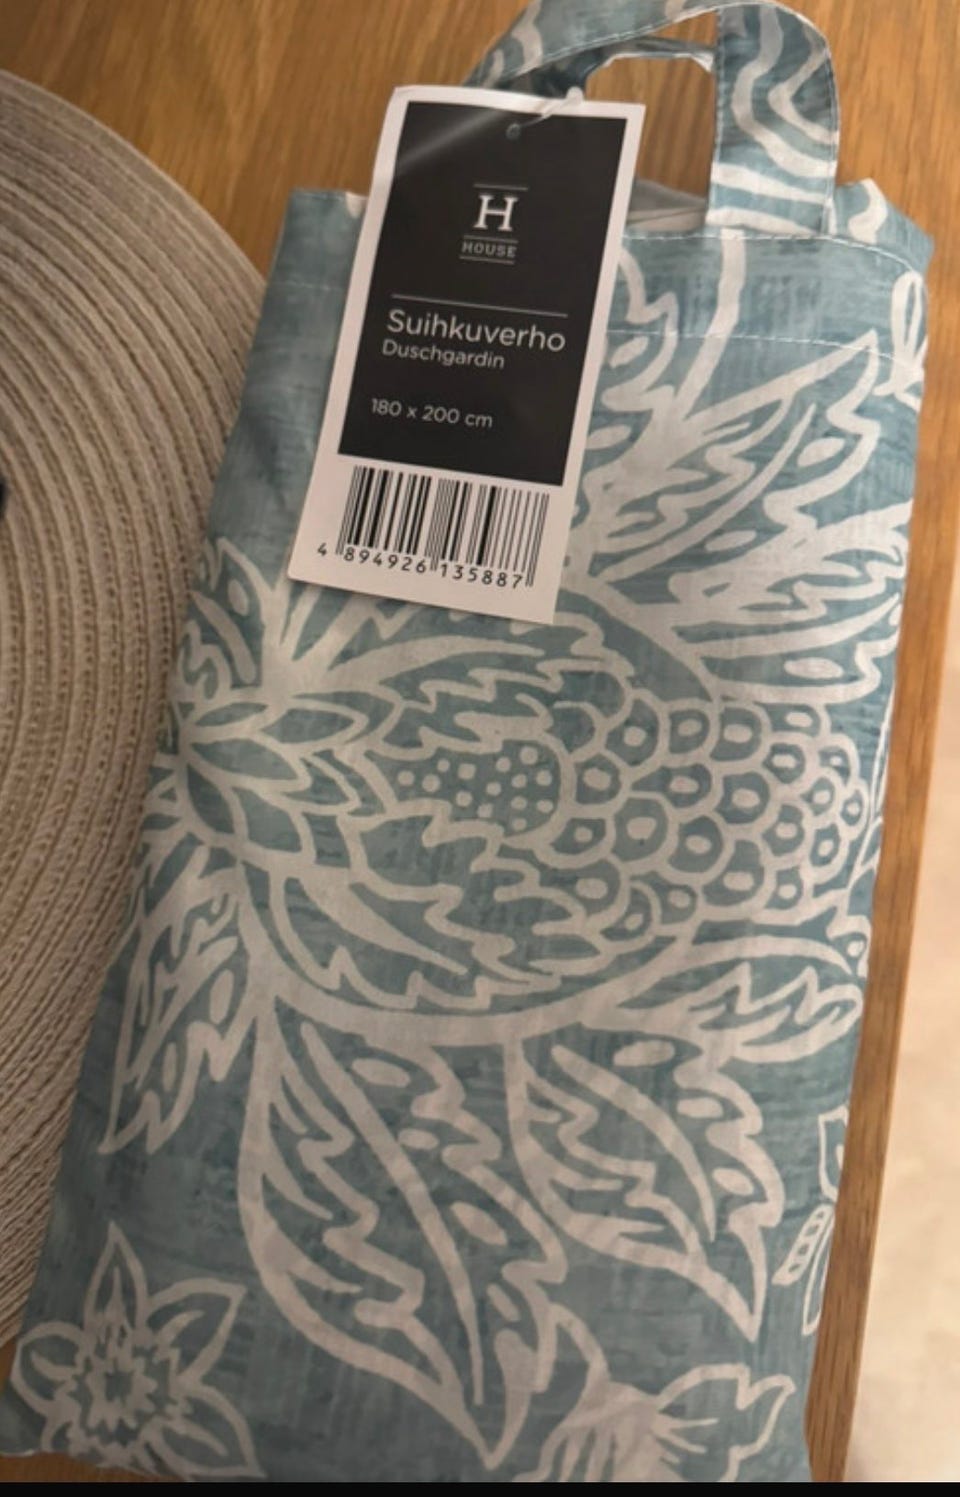 H
HOUSE
Suihkuverho
Duschgardin
180 x 200 cm
4 894926 135887